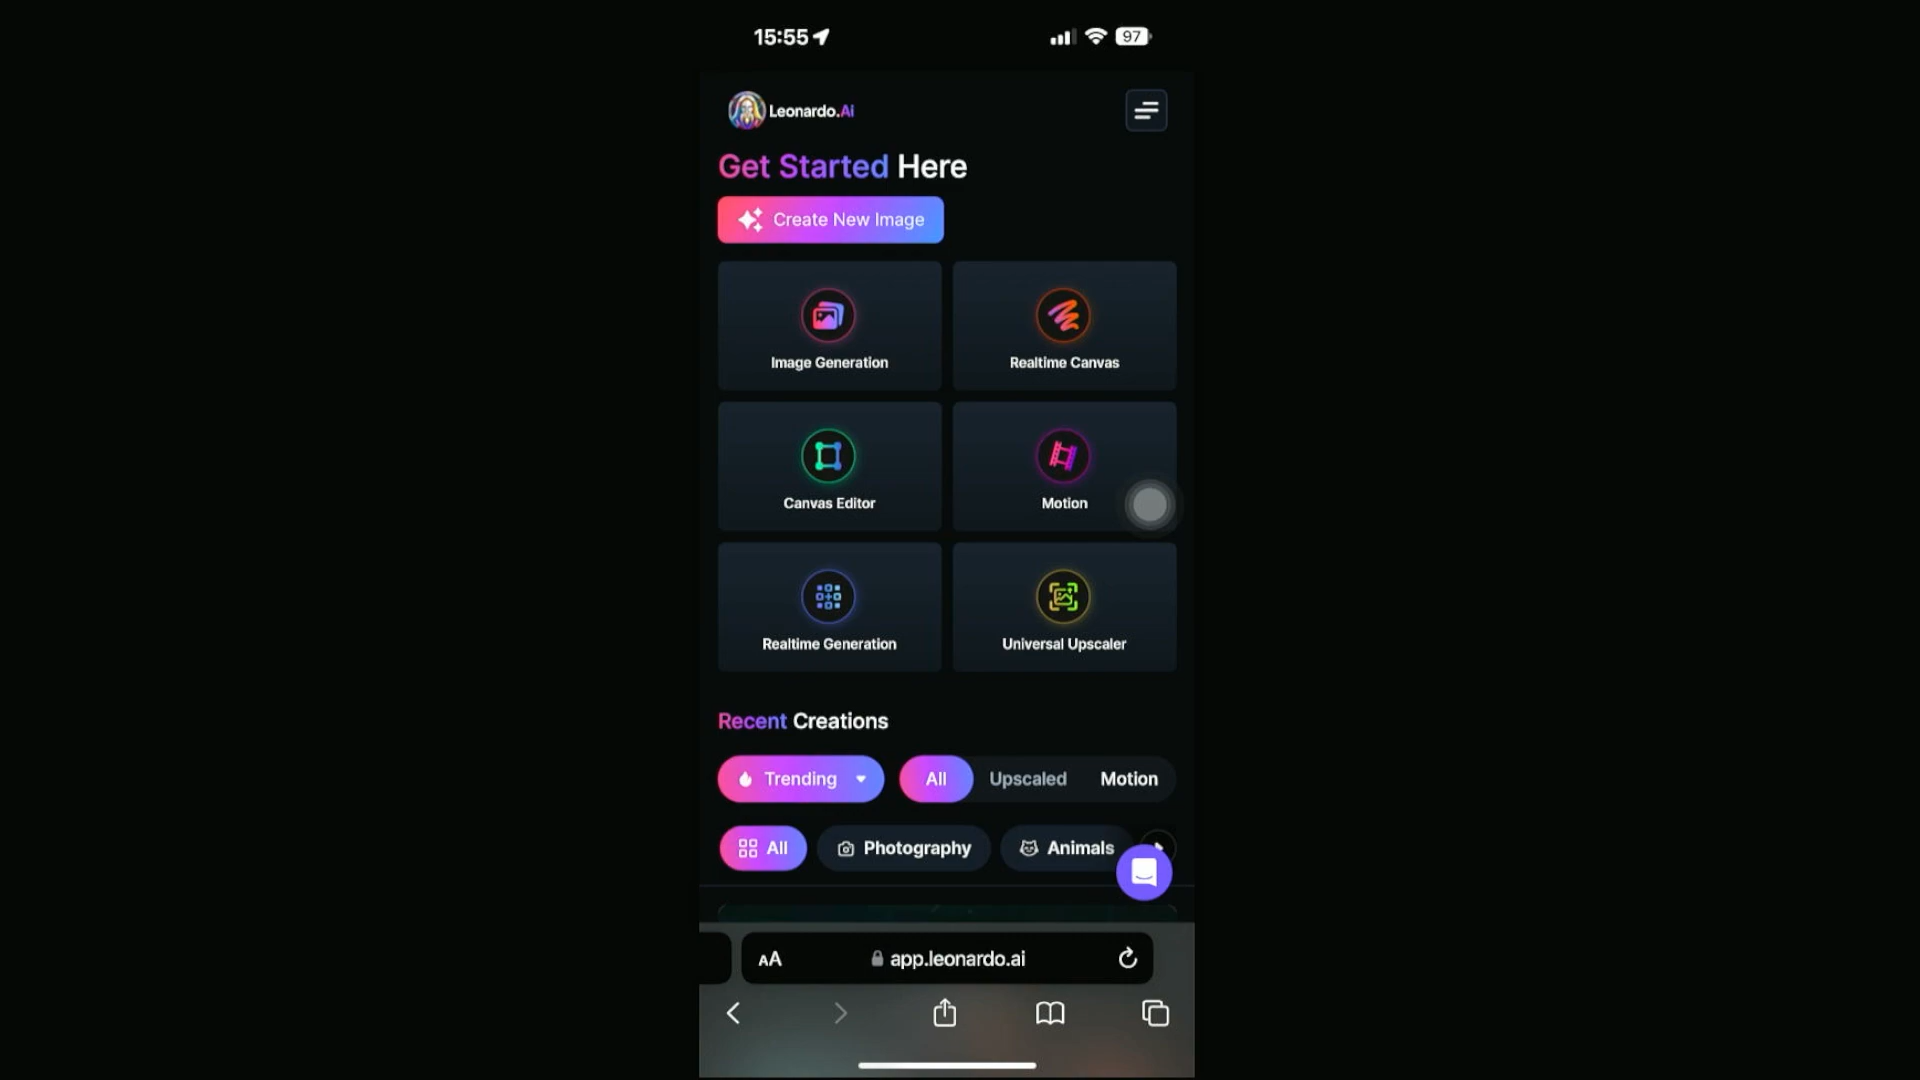 15:55
97
Leonardo.Ai
Get Started Here
Create New Image
Image Generation
Realtime Canvas
Canvas Editor
Motion
Realtime Generation
Universal Upscaler
Recent Creations
Trending
All
Upscaled
Motion
All
Photography
Animals
AA
app.leonardo.ai